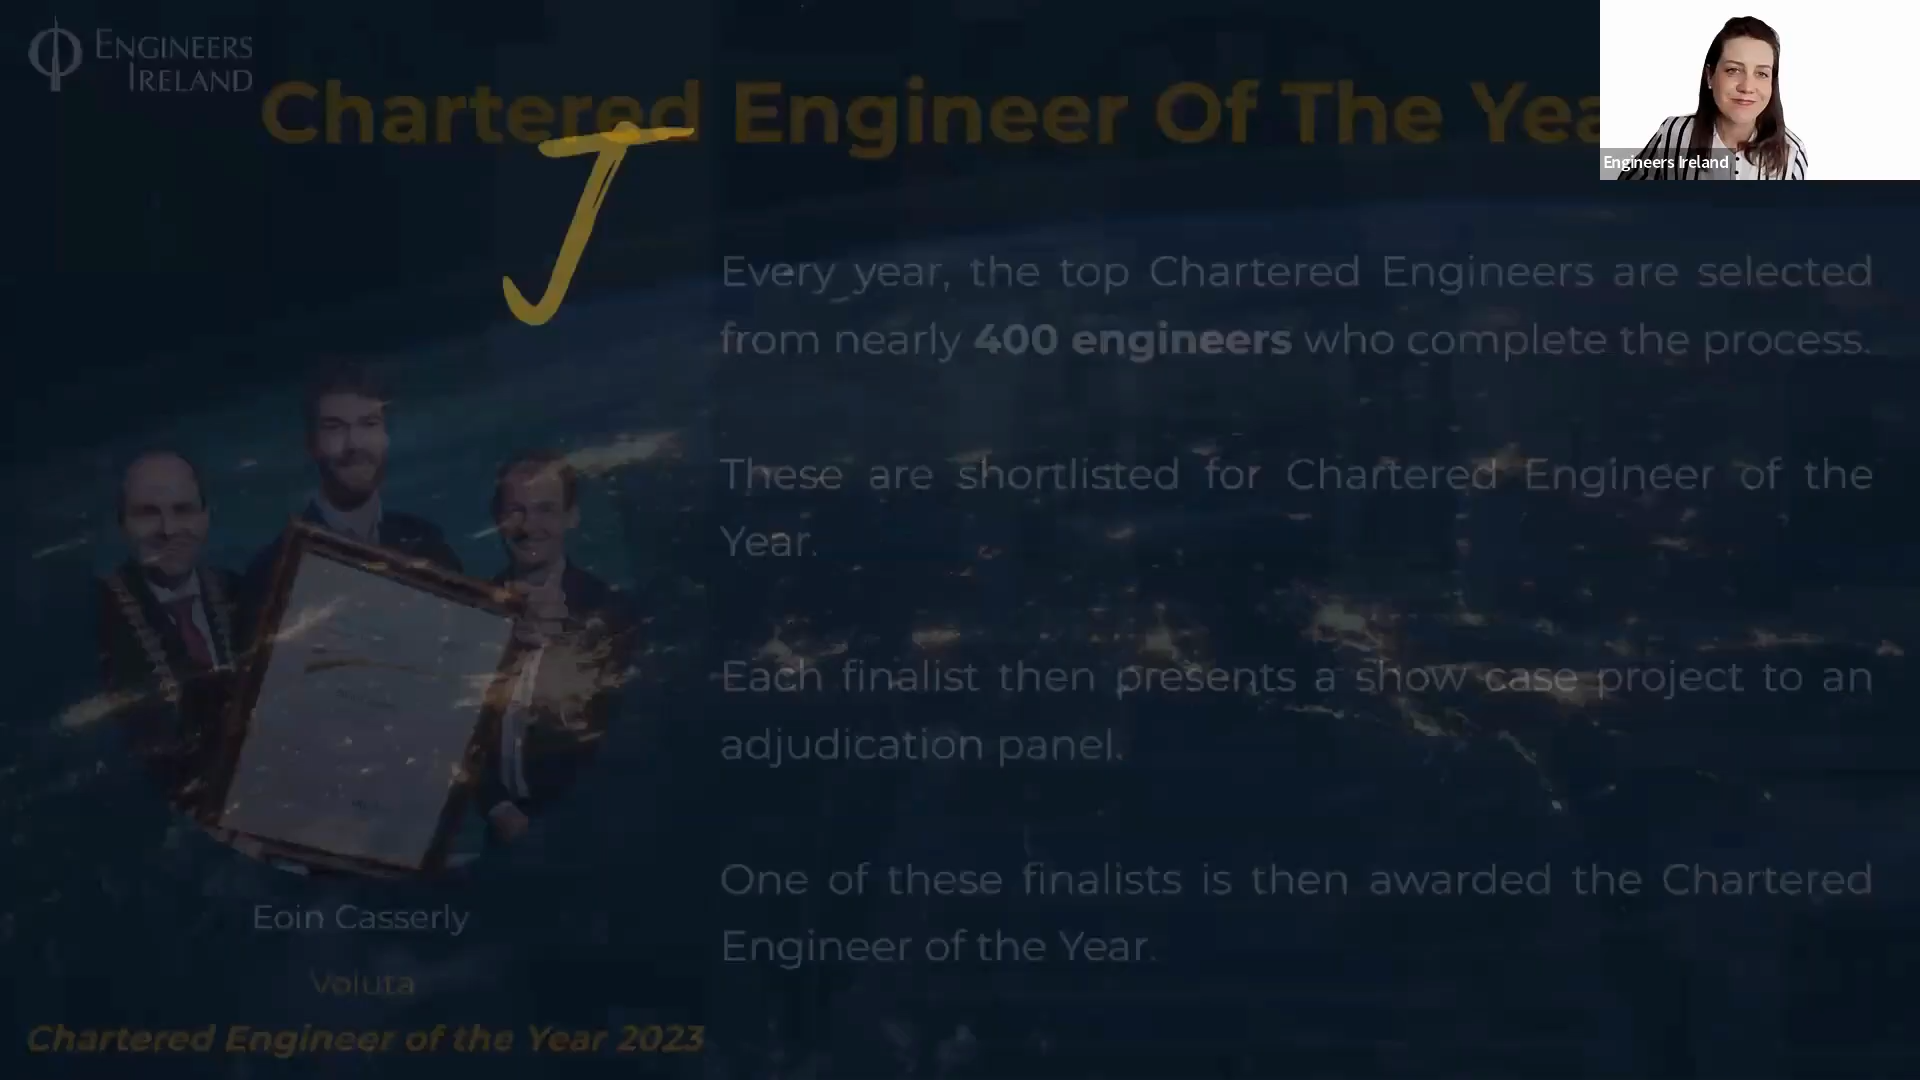 ENGINEERS
IRELAND
Chartered Engineer Of The Yea
Engineers Ireland
J
Every year, the top Chartered Engineers are selected
from nearly 400 engineers who complete the process.
These are shortlisted for Chartered Engineer of the
Year.
Each finalist then presents a show case project to an
adjudication panel.
One of these finalists is then awarded the Chartered
Engineer of the Year.
Eoin Casserly
Voluta
Chartered Engineer of the Year 2023